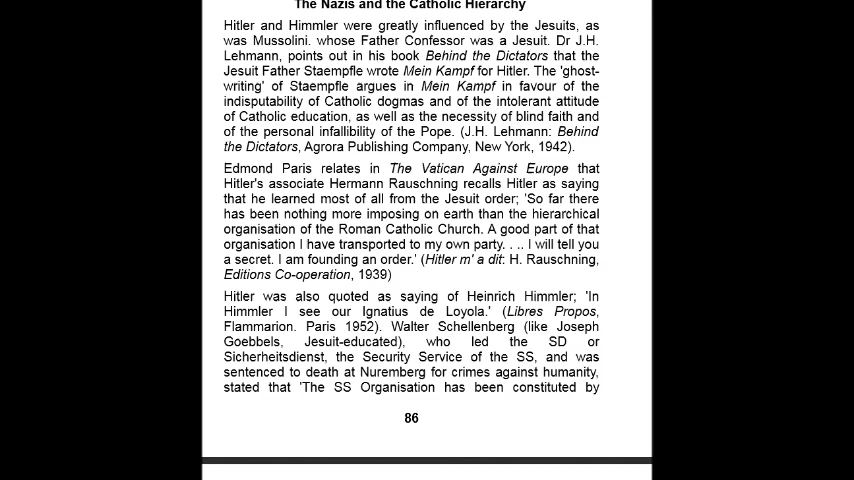 The Nazis and the Catholic Hierarchy
Hitler and Himmler were greatly influenced by the Jesuits, as
was Mussolini. whose Father Confessor was a Jesuit. Dr J.H.
Lehmann, points out in his book Behind the Dictators that the
Jesuit Father Staempfle wrote Mein Kampf for Hitler. The 'ghost-
writing' of Staempfle argues in Mein Kampf in favour of the
indisputability of Catholic dogmas and of the intolerant attitude
of Catholic education, as well as the necessity of blind faith and
of the personal infallibility of the Pope. (J.H. Lehmann: Behind
the Dictators, Agrora Publishing Company, New York, 1942).
Edmond Paris relates in The Vatican Against Europe that
Hitler's associate Hermann Rauschning recalls Hitler as saying
that he learned most of all from the Jesuit order; 'So far there
has been nothing more imposing on earth than the hierarchical
organisation of the Roman Catholic Church. A good part of that
organisation I have transported to my own party. . .. I will tell you
a secret. I am founding an order.' (Hitler m' a dit: H. Rauschning,
Editions Co-operation, 1939)
Hitler was also quoted as saying of Heinrich Himmler; 'In
Himmler I see our Ignatius de Loyola.' (Libres Propos,
Flammarion. Paris 1952). Walter Schellenberg (like Joseph
Goebbels, Jesuit-educated), who led the SD or
Sicherheitsdienst, the Security Service of the SS, and was
sentenced to death at Nuremberg for crimes against humanity,
stated that 'The SS Organisation has been constituted by
86